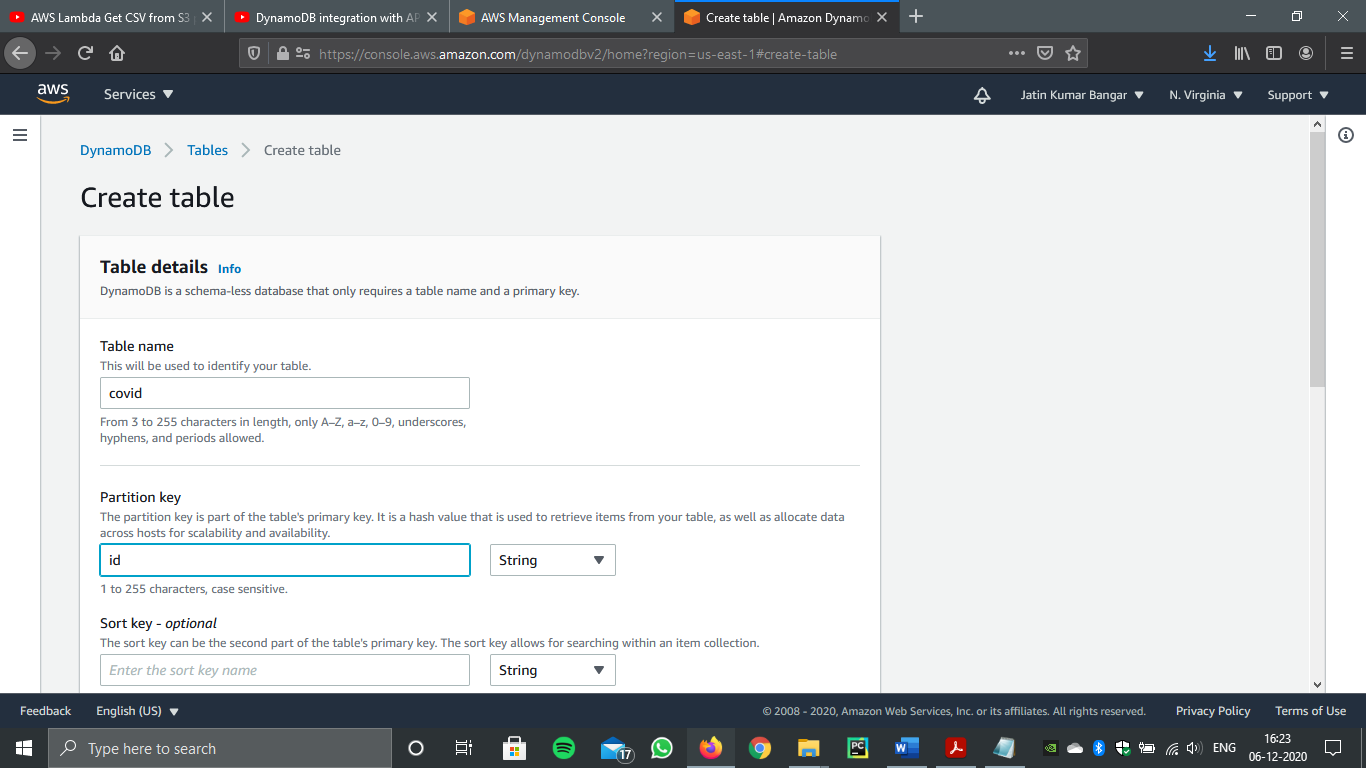 AWS Lambda Get CSV from S3
DynamoDB integration with AP
AWS Management Console
Create table | Amazon Dynamo
https://console.aws.amazon.com/dynamodbv2/home?region=us-east-1#create-table
aws
Services
Jatin Kumar Bangar
N. Virginia
Support
DynamoDB
Tables
Create table
Create table
Table details Info
DynamoDB is a schema-less database that only requires a table name and a primary key.
Table name
This will be used to identify your table.
covid
From 3 to 255 characters in length, only A–Z, a–z, 0–9, underscores,
hyphens, and periods allowed.
Partition key
The partition key is part of the table's primary key. It is a hash value that is used to retrieve items from your table, as well as allocate data
across hosts for scalability and availability.
id
String
1 to 255 characters, case sensitive.
Sort key - optional
The sort key can be the second part of the table's primary key. The sort key allows for searching within an item collection.
Enter the sort key name
String
Feedback
English (US)
© 2008 - 2020, Amazon Web Services, Inc. or its affiliates. All rights reserved.
Privacy Policy
Terms of Use
Type here to search
17
PC
W
ENG
16:23
06-12-2020